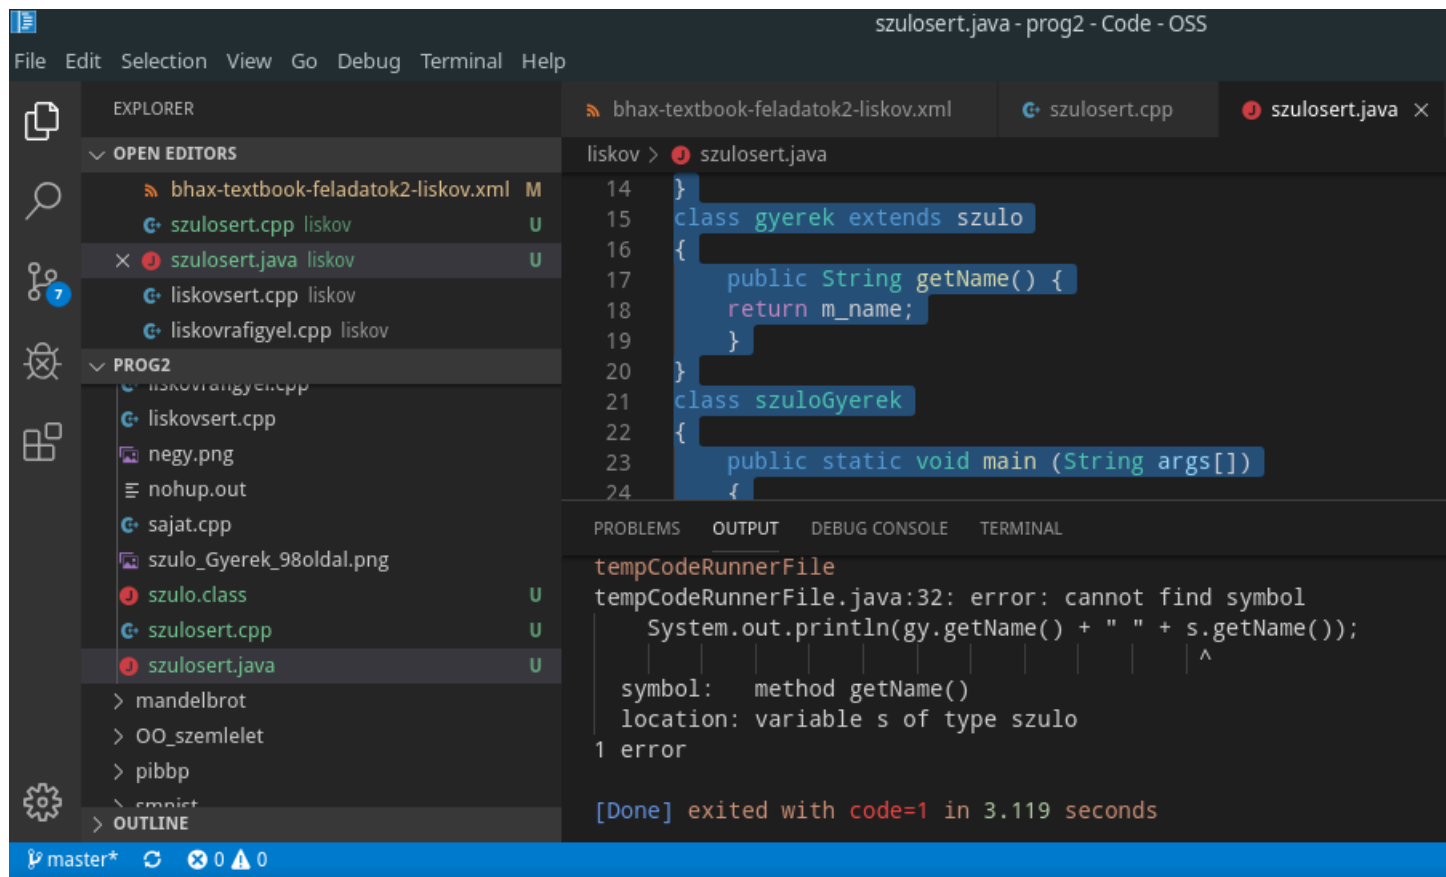 szulosert.java - prog2 - Code - OSS
File Edit Selection View Go Debug Terminal Help
EXPLORER
OPEN EDITORS
bhax-textbook-feladatok2-liskov.xml M
szulosert.cpp liskov U
szulosert.java liskov U
liskovsert.cpp liskov
liskovrafigyel.cpp liskov
PROG2
liskovsert.cpp
negy.png
nohup.out
sajat.cpp
szulo_Gyerek_98oldal.png
szulo.class U
szulosert.cpp U
szulosert.java U
mandelbrot
OO_szemlelet
pibbp
smnist
OUTLINE
7
bhax-textbook-feladatok2-liskov.xml szulosert.cpp szulosert.java
liskov > szulosert.java
14 }
15 class gyerek extends szulo
16 {
17 public String getName() {
18 return m_name;
19 }
20 }
21 class szuloGyerek
22 {
23 public static void main (String args[])
24 {
PROBLEMS OUTPUT DEBUG CONSOLE TERMINAL
tempCodeRunnerFile
tempCodeRunnerFile.java:32: error: cannot find symbol
System.out.println(gy.getName() + " " + s.getName());
^
symbol: method getName()
location: variable s of type szulo
1 error
[Done] exited with code=1 in 3.119 seconds
master* 0 0